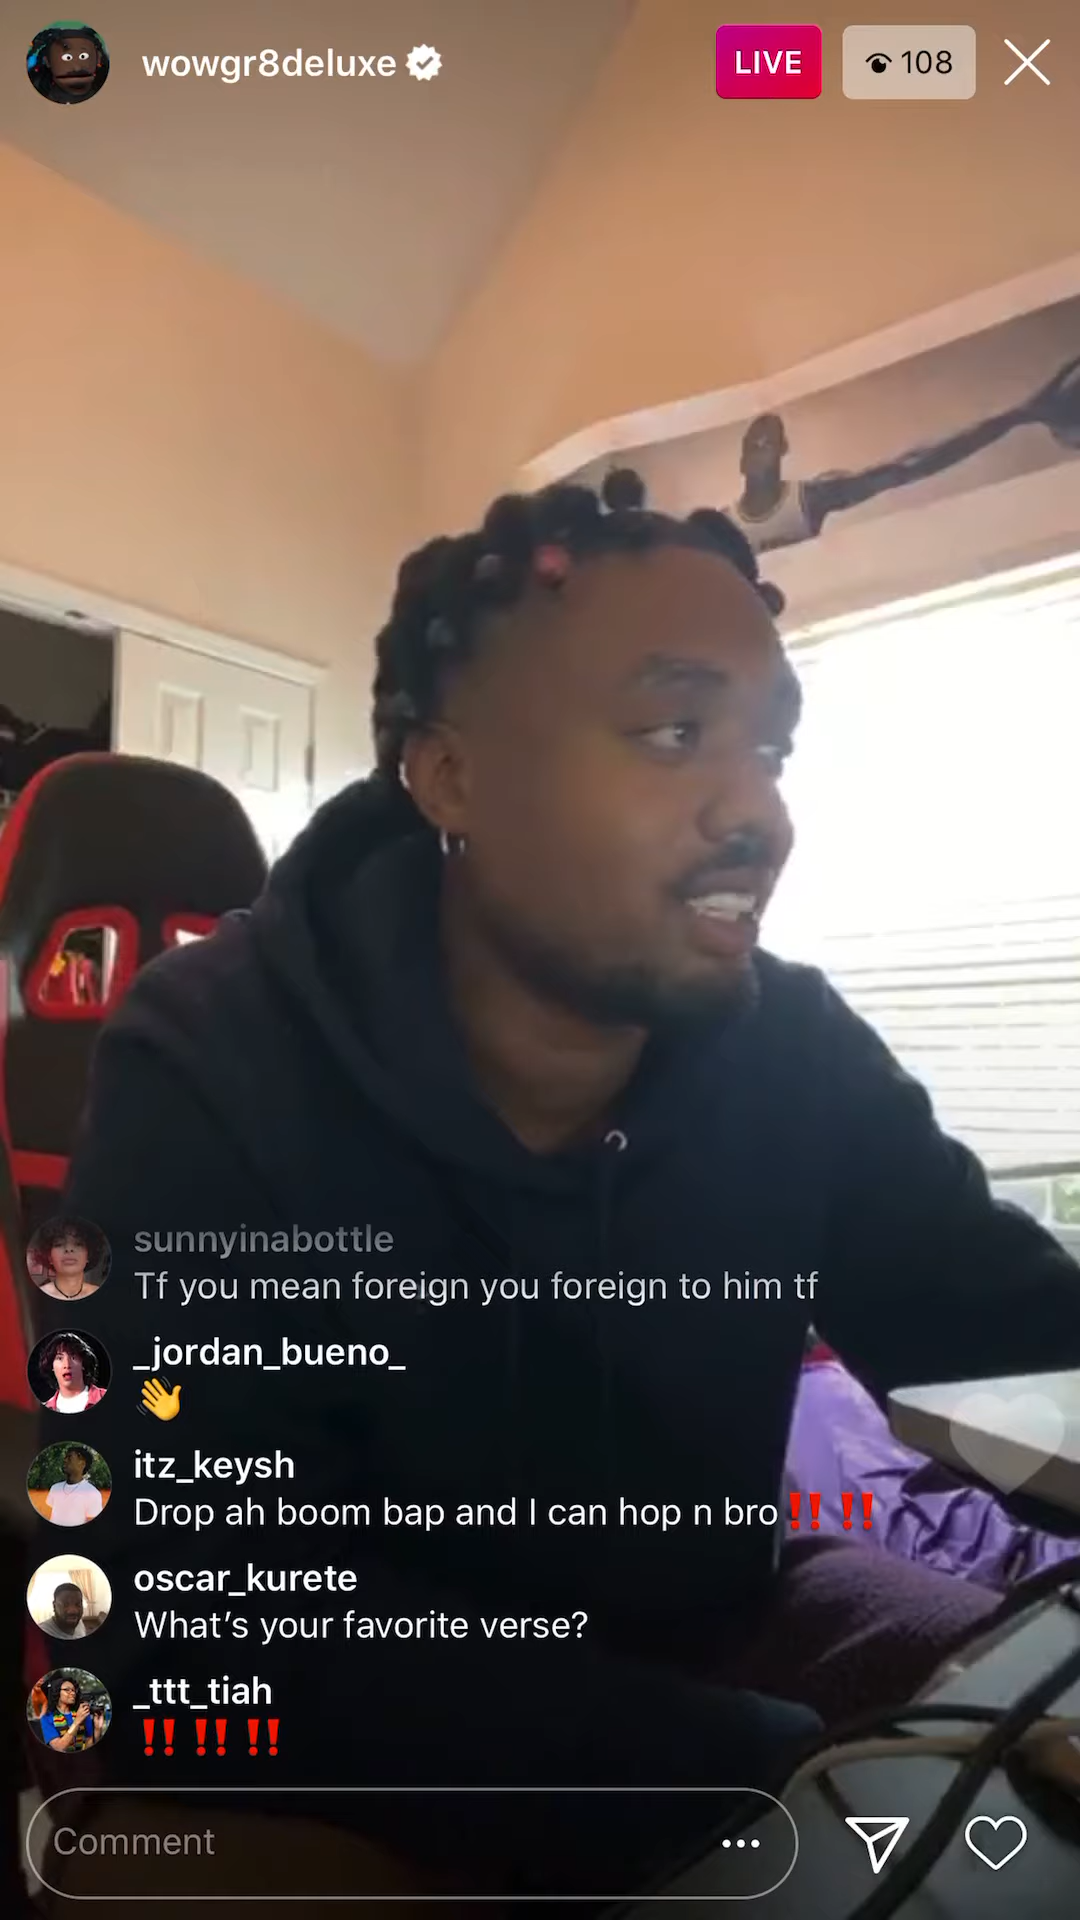 wowgr8deluxe
LIVE
108
sunnyinabottle
Tf you mean foreign you foreign to him tf
_jordan_bueno_
👋
itz_keysh
Drop ah boom bap and I can hop n bro‼️‼️
oscar_kurete
What's your favorite verse?
_ttt_tiah
‼️‼️‼️
Comment